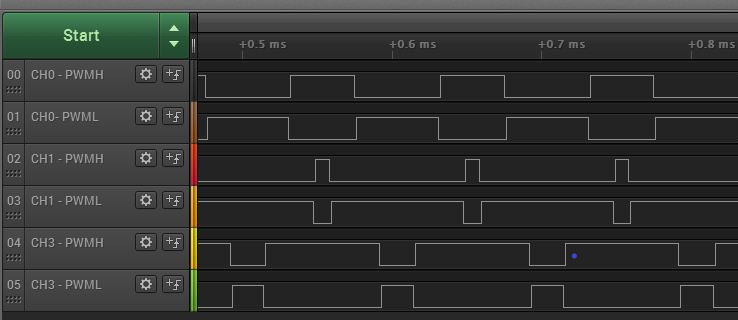 Start
+0.5 ms +0.6 ms +0.7 ms +0.8 ms
00 CH0 - PWMH
01 CH0- PWML
02 CH1 - PWMH
03 CH1 - PWML
04 CH3 - PWMH
05 CH3 - PWML